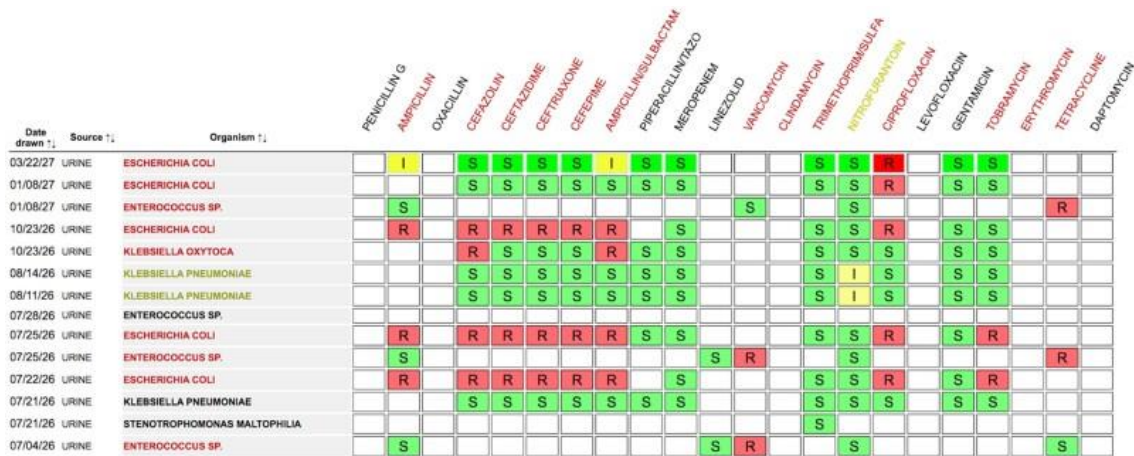 PENICILLIN G AMPICILLIN OXACILLIN CEFAZOLIN CEFTAZIDIME CEFTRIAXONE CEFEPIME AMPICILLIN/SULBACTAM PIPERACILLIN/TAZO MEROPENEM LINEZOLID VANCOMYCIN CLINDAMYCIN TRIMETHOPRIM/SULFA NITROFURANTOIN CIPROFLOXACIN LEVOFLOXACIN GENTAMICIN TOBRAMYCIN ERYTHROMYCIN TETRACYCLINE DAPTOMYCIN
Date drawn ↑↓ Source ↑↓ Organism ↑↓
03/22/27 URINE ESCHERICHIA COLI I S S S S I S S S S R S S
01/08/27 URINE ESCHERICHIA COLI S S S S S S S S S R S S
01/08/27 URINE ENTEROCOCCUS SP. S S S R
10/23/26 URINE ESCHERICHIA COLI R R R R R R S S S R S S
10/23/26 URINE KLEBSIELLA OXYTOCA R S S S R S S S S S S S
08/14/26 URINE KLEBSIELLA PNEUMONIAE S S S S S S S S I S S S
08/11/26 URINE KLEBSIELLA PNEUMONIAE S S S S S S S S I S S S
07/28/26 URINE ENTEROCOCCUS SP.
07/25/26 URINE ESCHERICHIA COLI R R R R R R S S S S R S R
07/25/26 URINE ENTEROCOCCUS SP. S S R S R
07/22/26 URINE ESCHERICHIA COLI R R R R R R S S S R S R
07/21/26 URINE KLEBSIELLA PNEUMONIAE S S S S S S S S S S S S
07/21/26 URINE STENOTROPHOMONAS MALTOPHILIA S
07/04/26 URINE ENTEROCOCCUS SP. S S R S S